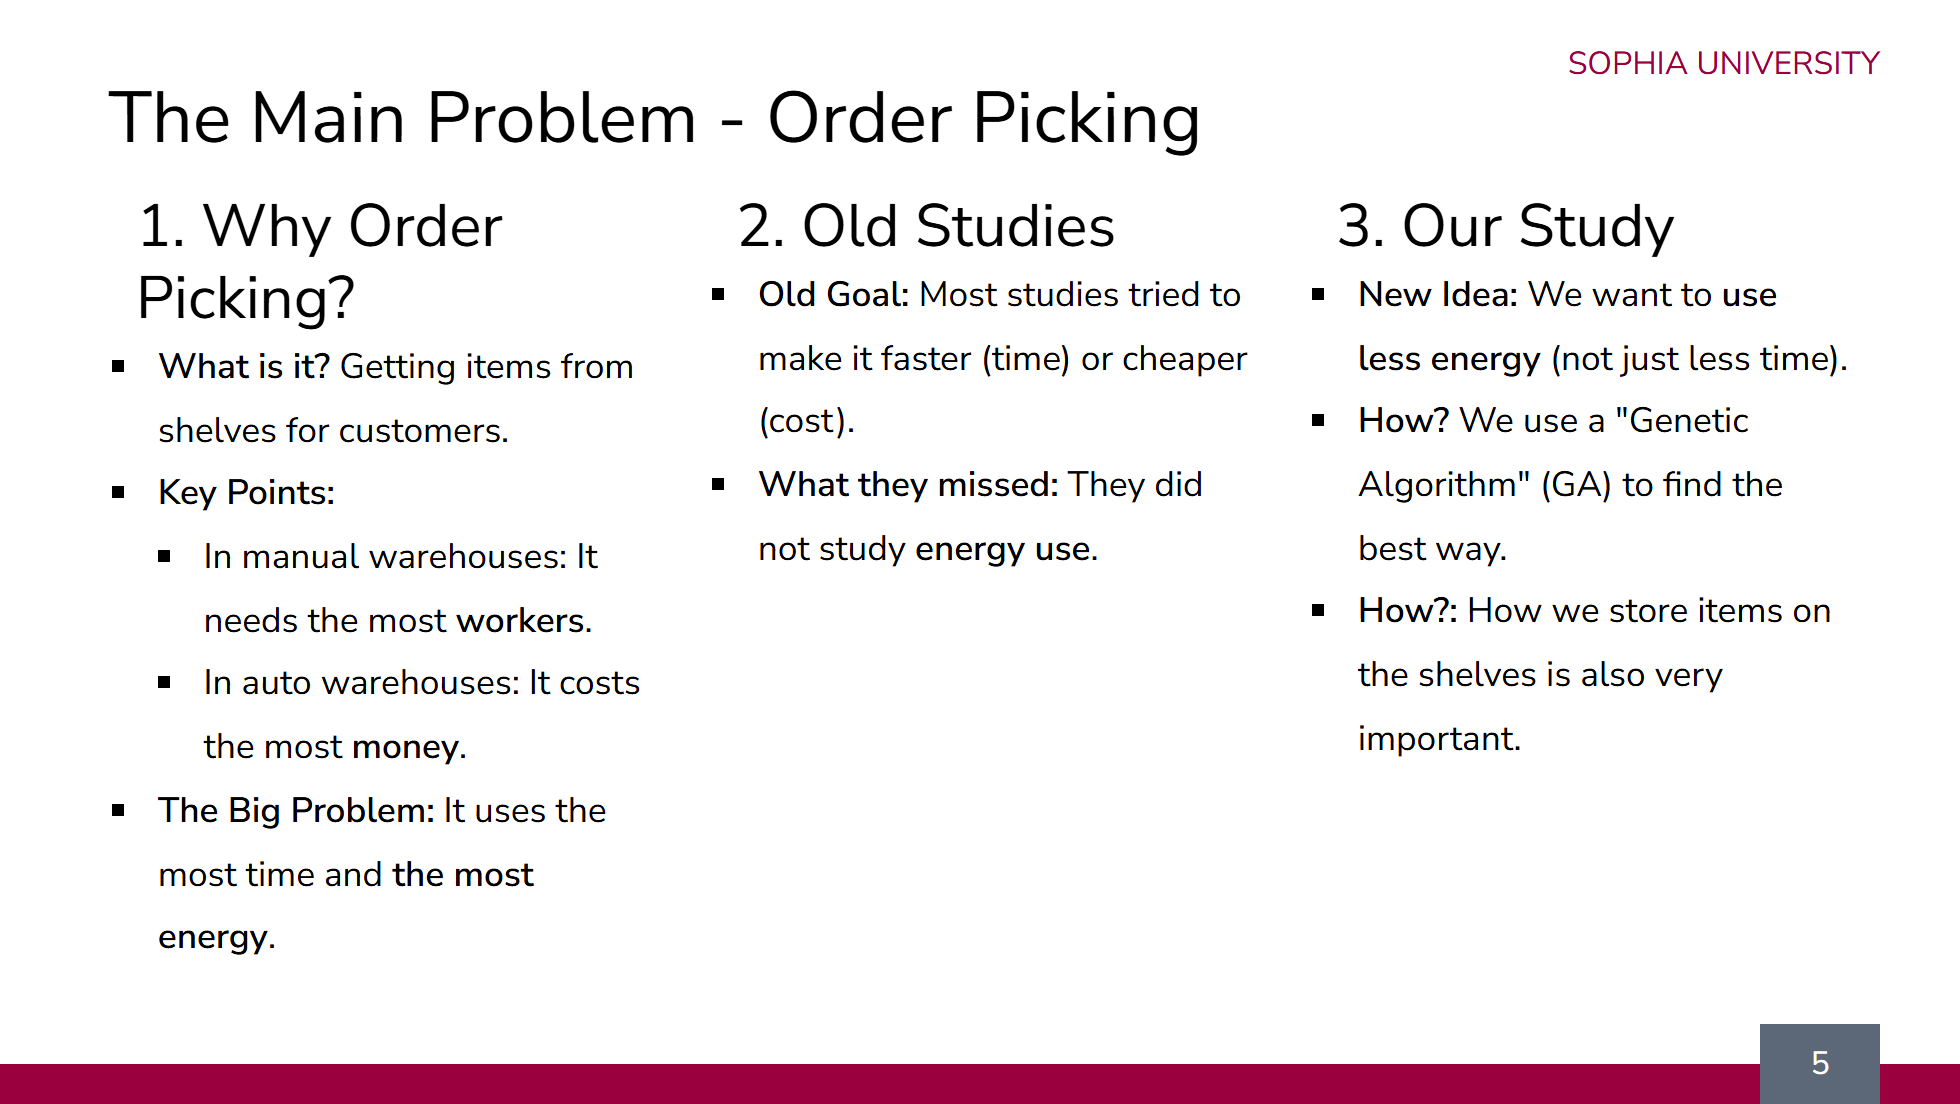 SOPHIA UNIVERSITY
The Main Problem - Order Picking
1. Why Order
Picking?
▪ What is it? Getting items from
shelves for customers.
▪ Key Points:
▪ In manual warehouses: It
needs the most workers.
▪ In auto warehouses: It costs
the most money.
▪ The Big Problem: It uses the
most time and the most
energy.
2. Old Studies
▪ Old Goal: Most studies tried to
make it faster (time) or cheaper
(cost).
▪ What they missed: They did
not study energy use.
3. Our Study
▪ New Idea: We want to use
less energy (not just less time).
▪ How? We use a "Genetic
Algorithm" (GA) to find the
best way.
▪ How?: How we store items on
the shelves is also very
important.
5